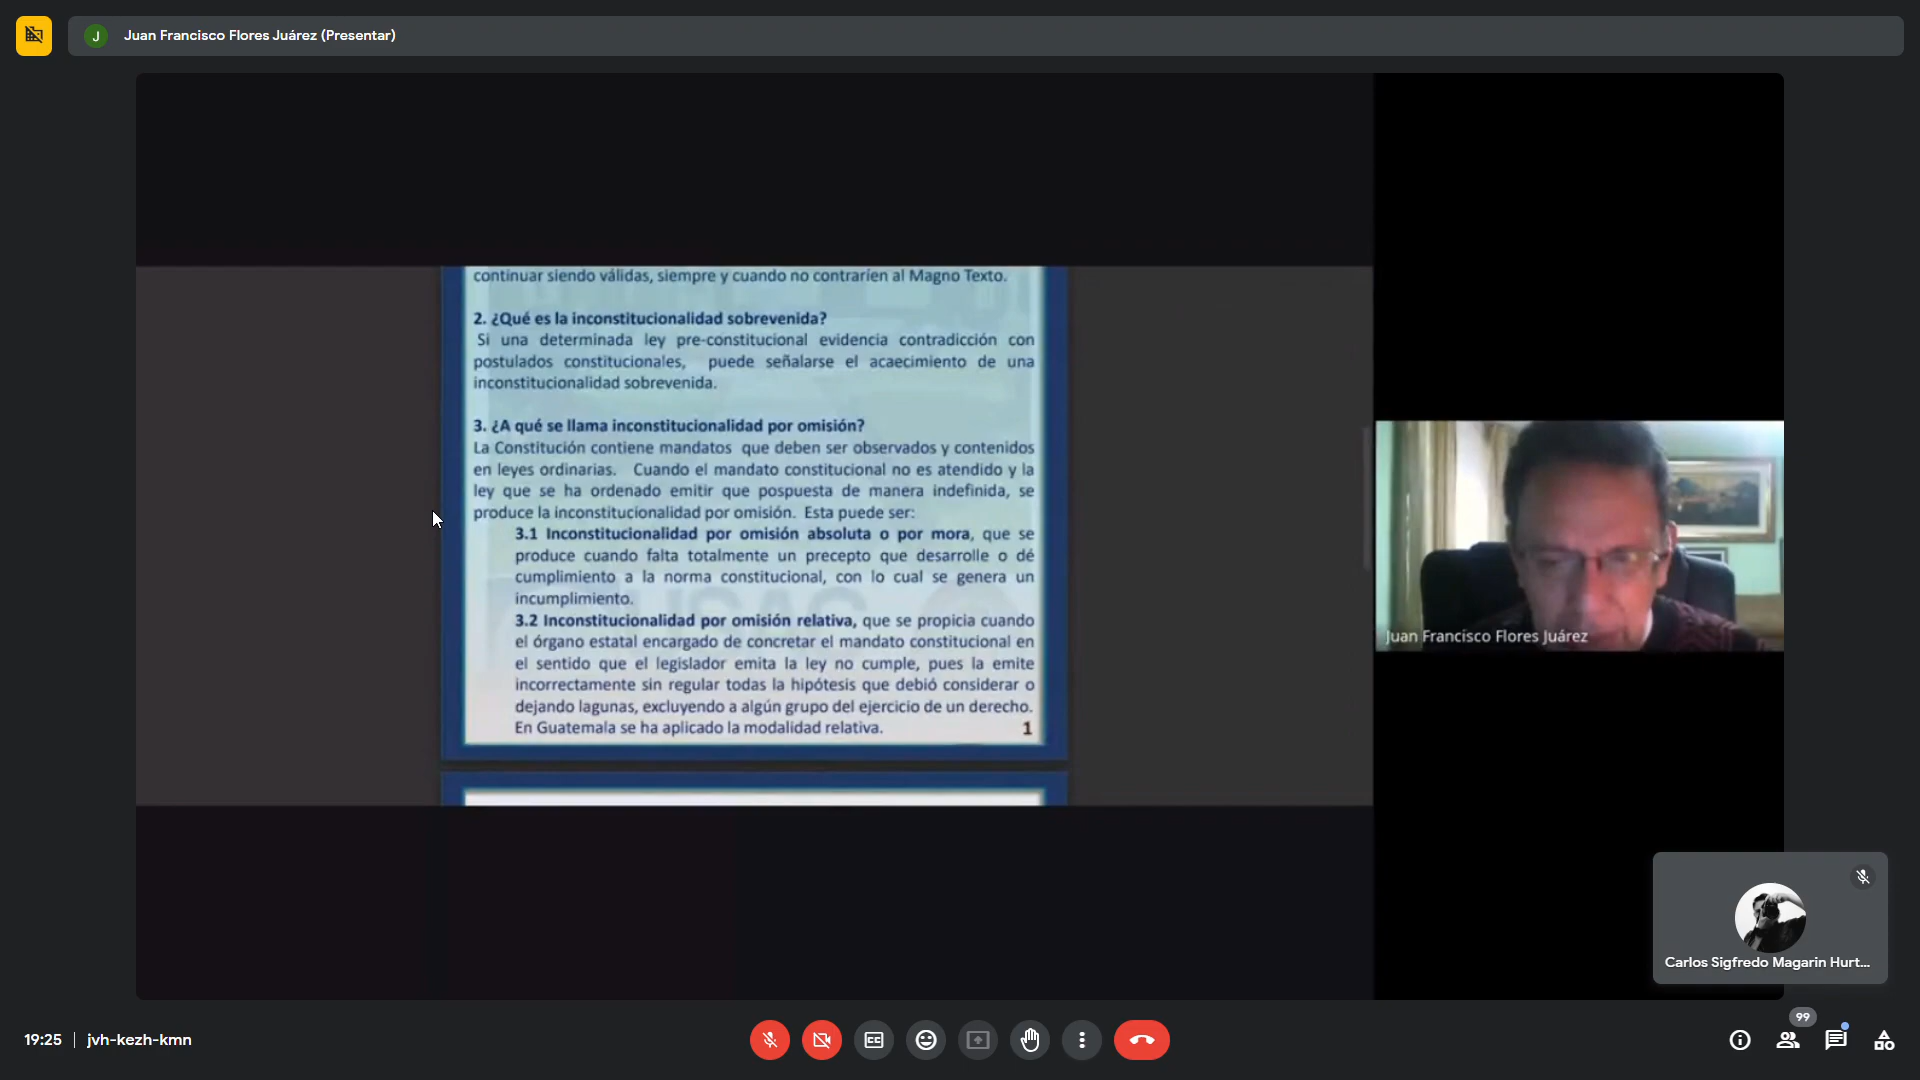 J
Juan Francisco Flores Juárez (Presentar)
continuar siendo válidas, siempre y cuando no contraríen al Magno Texto.
2. ¿Qué es la inconstitucionalidad sobrevenida?
Si una determinada ley pre-constitucional evidencia contradicción con
postulados constitucionales, puede señalarse el acaecimiento de una
inconstitucionalidad sobrevenida.
3. ¿A qué se llama inconstitucionalidad por omisión?
La Constitución contiene mandatos que deben ser observados y contenidos
en leyes ordinarias. Cuando el mandato constitucional no es atendido y la
ley que se ha ordenado emitir que pospuesta de manera indefinida, se
produce la inconstitucionalidad por omisión. Esta puede ser:
3.1 Inconstitucionalidad por omisión absoluta o por mora, que se
produce cuando falta totalmente un precepto que desarrolle o dé
cumplimiento a la norma constitucional, con lo cual se genera un
incumplimiento.
3.2 Inconstitucionalidad por omisión relativa, que se propicia cuando
el órgano estatal encargado de concretar el mandato constitucional en
el sentido que el legislador emita la ley no cumple, pues la emite
incorrectamente sin regular todas la hipótesis que debió considerar o
dejando lagunas, excluyendo a algún grupo del ejercicio de un derecho.
En Guatemala se ha aplicado la modalidad relativa.
1
Juan Francisco Flores Juárez
Carlos Sigfredo Magarin Hurt...
19:25 | jvh-kezh-kmn
CC
99